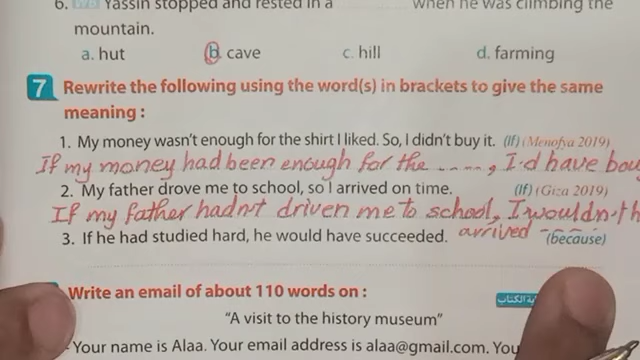 6. Yassin stopped and rested in a when he was climbing the
mountain.
a. hut b. cave c. hill d. farming
7 Rewrite the following using the word(s) in brackets to give the same
meaning :
1. My money wasn't enough for the shirt I liked. So, I didn't buy it. (If) (Menofya 2019)
If my money had been enough for the ----, I'd have bou
2. My father drove me to school, so I arrived on time. (If) (Giza 2019)
If my father hadn't driven me to school, I wouldn't h
arrived ---
3. If he had studied hard, he would have succeeded. (because)
Write an email of about 110 words on :
"A visit to the history museum"
Your name is Alaa. Your email address is alaa@gmail.com. You